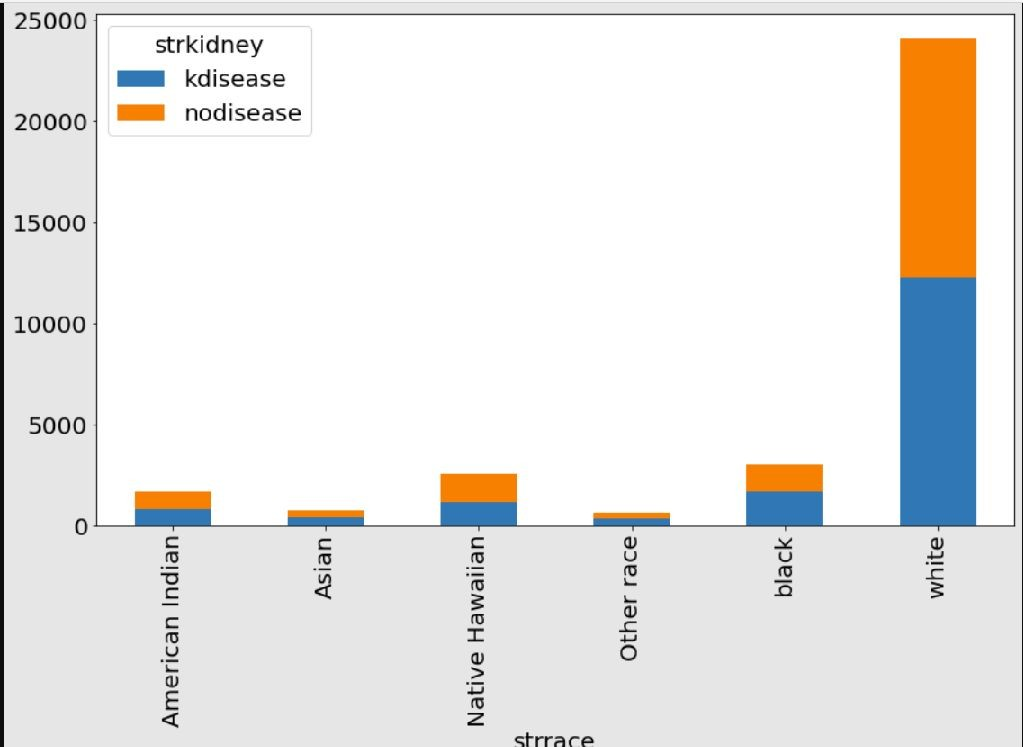 25000
20000
15000
10000
5000
0
strkidney
kdisease
nodisease
American Indian
Asian
Native Hawaiian
Other race
black
white
strrace